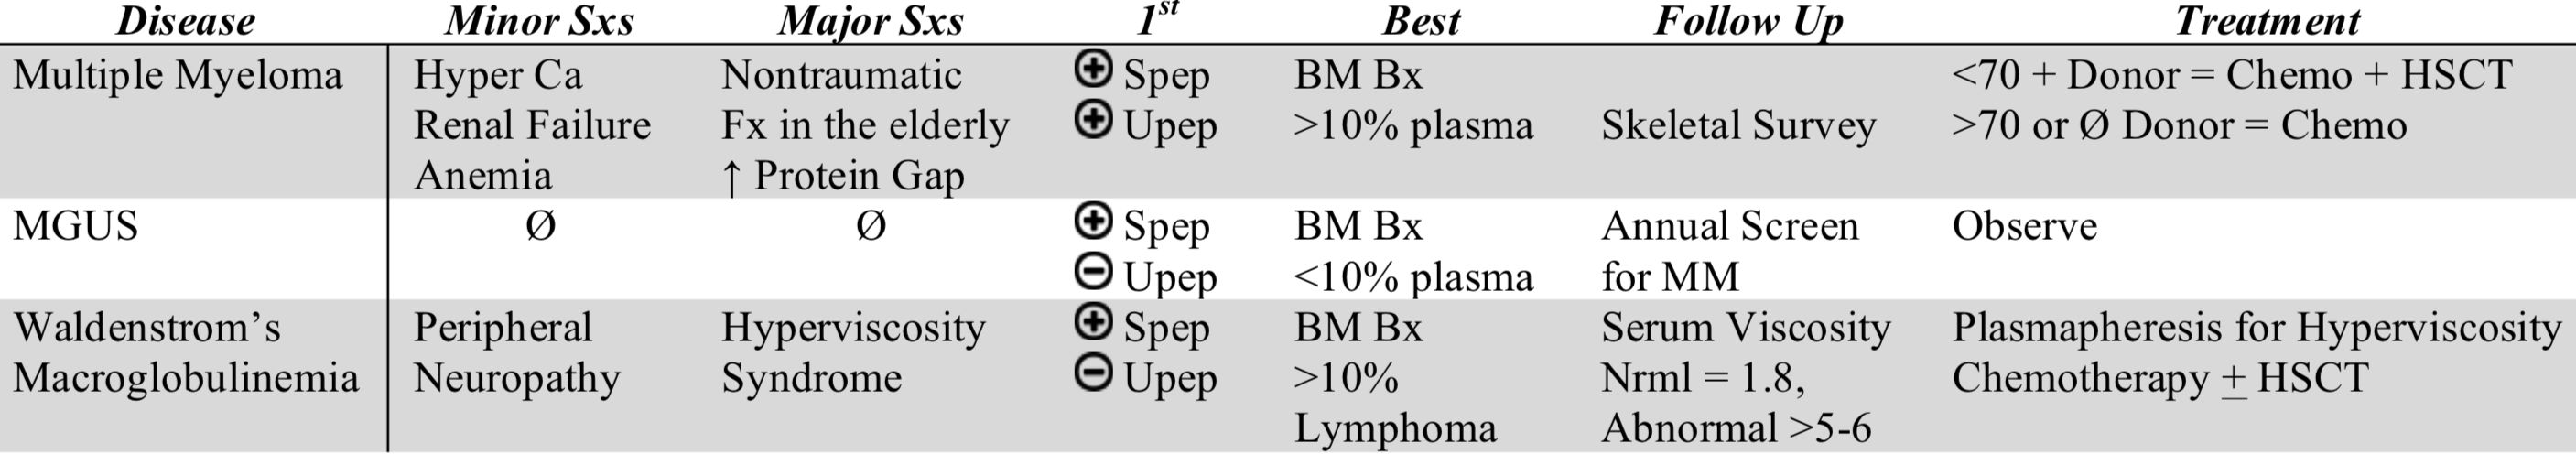 Disease Minor Sxs Major Sxs 1st Best Follow Up Treatment
Multiple Myeloma Hyper Ca Nontraumatic ⊕ Spep BM Bx <70 + Donor = Chemo + HSCT
Renal Failure Fx in the elderly ⊕ Upep >10% plasma Skeletal Survey >70 or Ø Donor = Chemo
Anemia ↑ Protein Gap
MGUS Ø Ø ⊕ Spep BM Bx Annual Screen Observe
⊖ Upep <10% plasma for MM
Waldenstrom’s Peripheral Hyperviscosity ⊕ Spep BM Bx Serum Viscosity Plasmapheresis for Hyperviscosity
Macroglobulinemia Neuropathy Syndrome ⊖ Upep >10% Nrml = 1.8, Chemotherapy ± HSCT
Lymphoma Abnormal >5-6